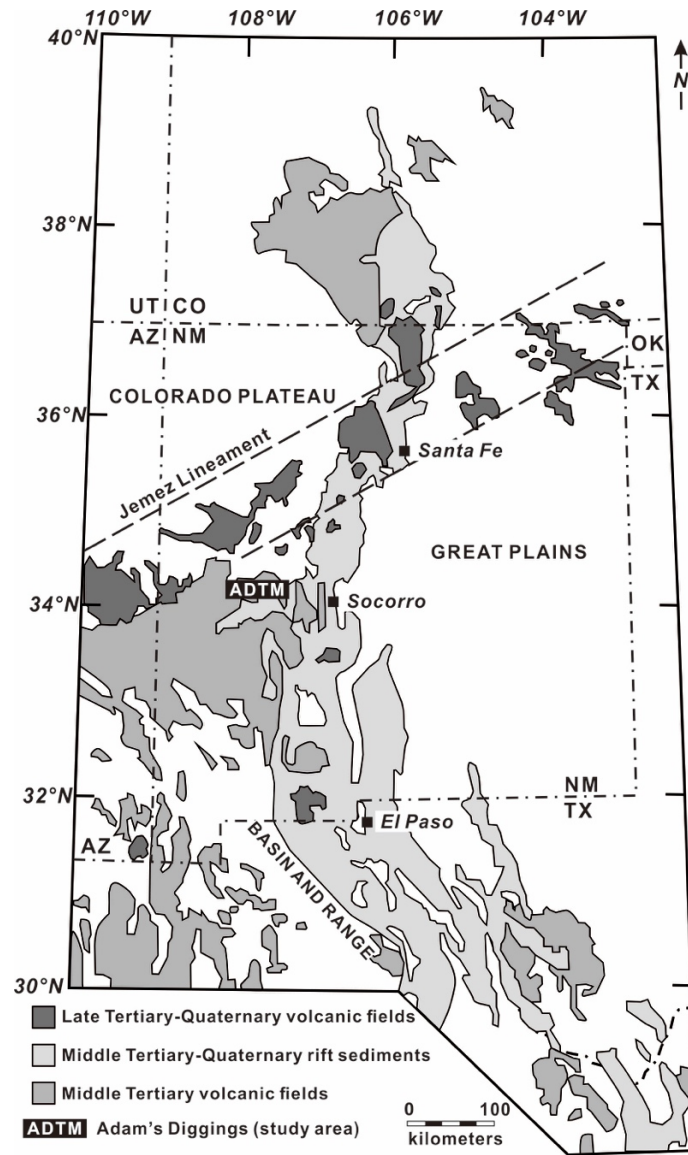 110°W 108°W 106°W 104°W
40°N
N
38°N
UT CO
AZ NM
OK
TX
COLORADO PLATEAU
36°N
Santa Fe
Jemez Lineament
GREAT PLAINS
ADTM
34°N
Socorro
32°N
NM
TX
El Paso
AZ
BASIN AND RANGE
30°N
Late Tertiary-Quaternary volcanic fields
Middle Tertiary-Quaternary rift sediments
Middle Tertiary volcanic fields
ADTM Adam's Diggings (study area)
0 100
kilometers